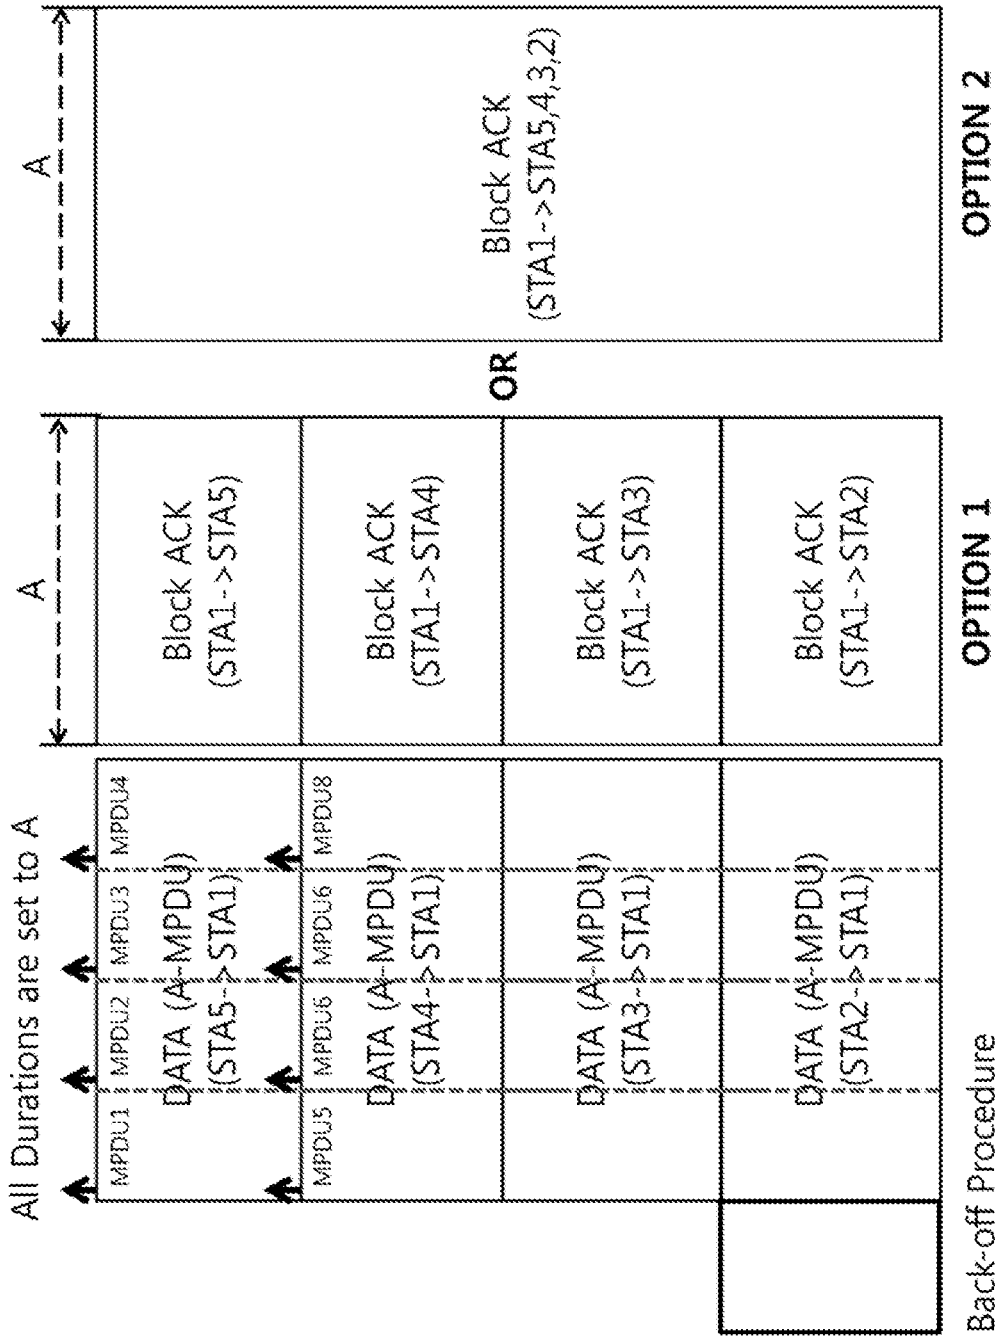 All Durations are set to A
A
A
MPDU1
MPDU2
MPDU3
MPDU4
DATA (A-MPDU)
(STA5->STA1)
Block ACK
(STA1->STA5)
MPDU5
MPDU6
MPDU6
MPDU8
DATA (A-MPDU)
(STA4->STA1)
Block ACK
(STA1->STA4)
DATA (A-MPDU)
(STA3->STA1)
Block ACK
(STA1->STA3)
DATA (A-MPDU)
(STA2->STA1)
Block ACK
(STA1->STA2)
OR
Block ACK
(STA1->STA5,4,3,2)
Back-off Procedure
OPTION 1
OPTION 2